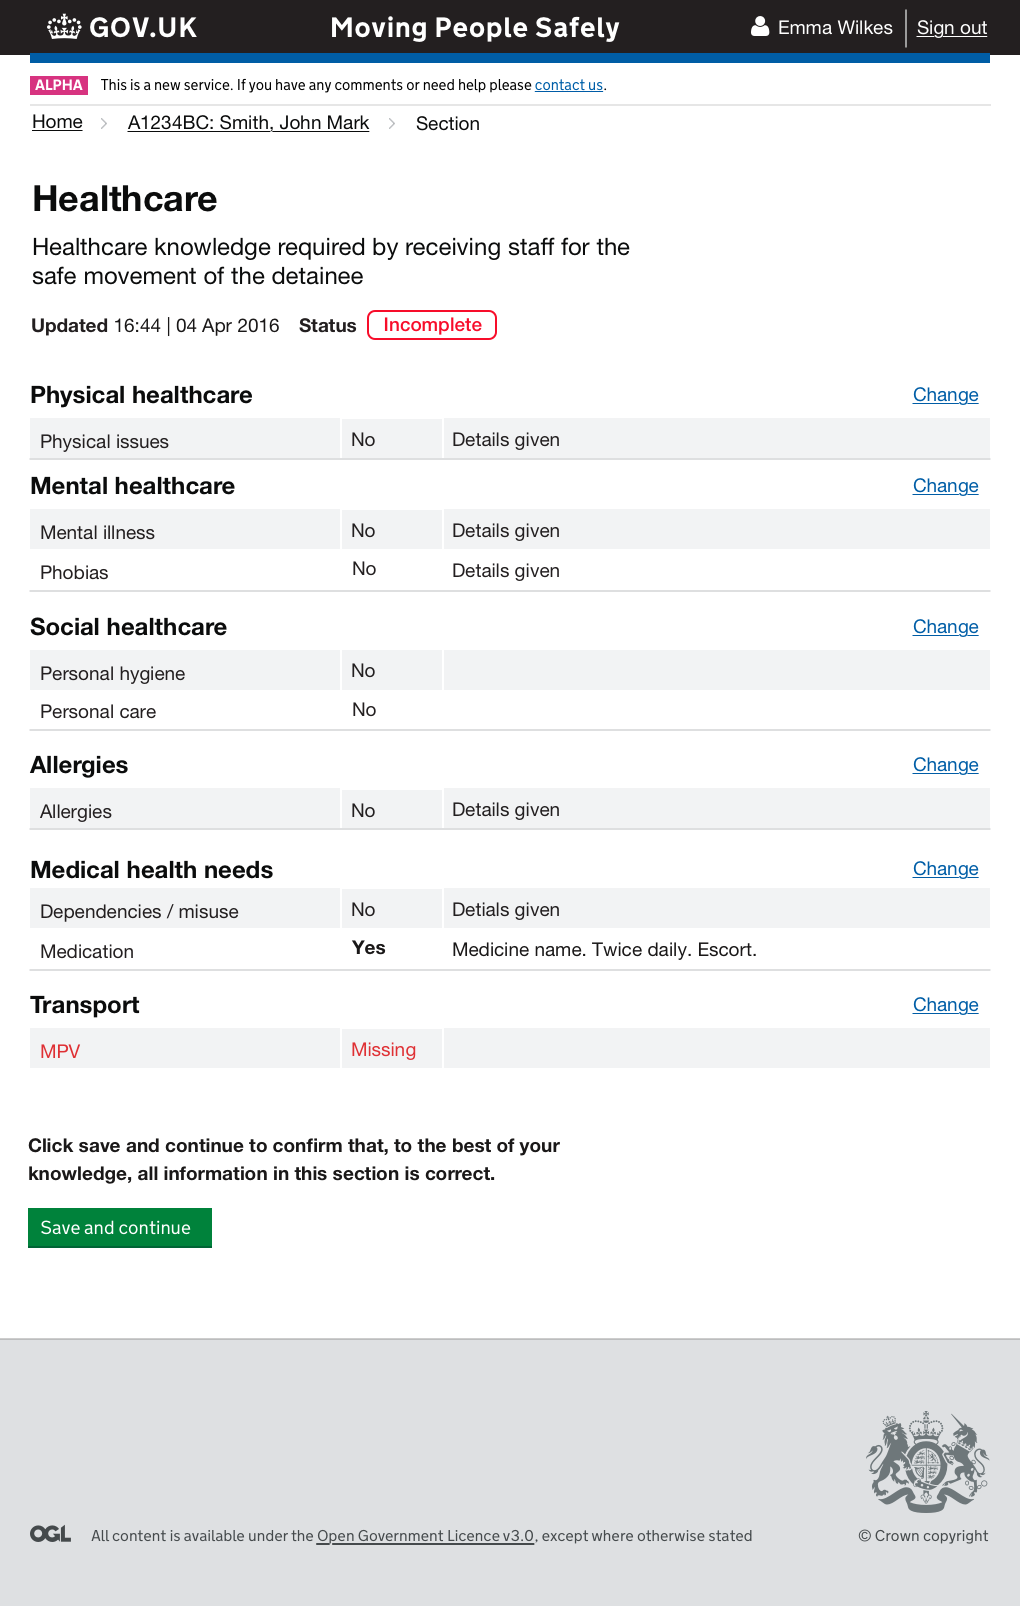 GOV.UK Moving People Safely Emma Wilkes Sign out
ALPHA This is a new service. If you have any comments or need help please contact us.
Home > A1234BC: Smith, John Mark > Section
Healthcare
Healthcare knowledge required by receiving staff for the
safe movement of the detainee
Updated 16:44 | 04 Apr 2016 Status Incomplete
Physical healthcare Change
Physical issues No Details given
Mental healthcare Change
Mental illness No Details given
Phobias No Details given
Social healthcare Change
Personal hygiene No
Personal care No
Allergies Change
Allergies No Details given
Medical health needs Change
Dependencies / misuse No Detials given
Medication Yes Medicine name. Twice daily. Escort.
Transport Change
MPV Missing
Click save and continue to confirm that, to the best of your
knowledge, all information in this section is correct.
Save and continue
OGL All content is available under the Open Government Licence v3.0, except where otherwise stated © Crown copyright